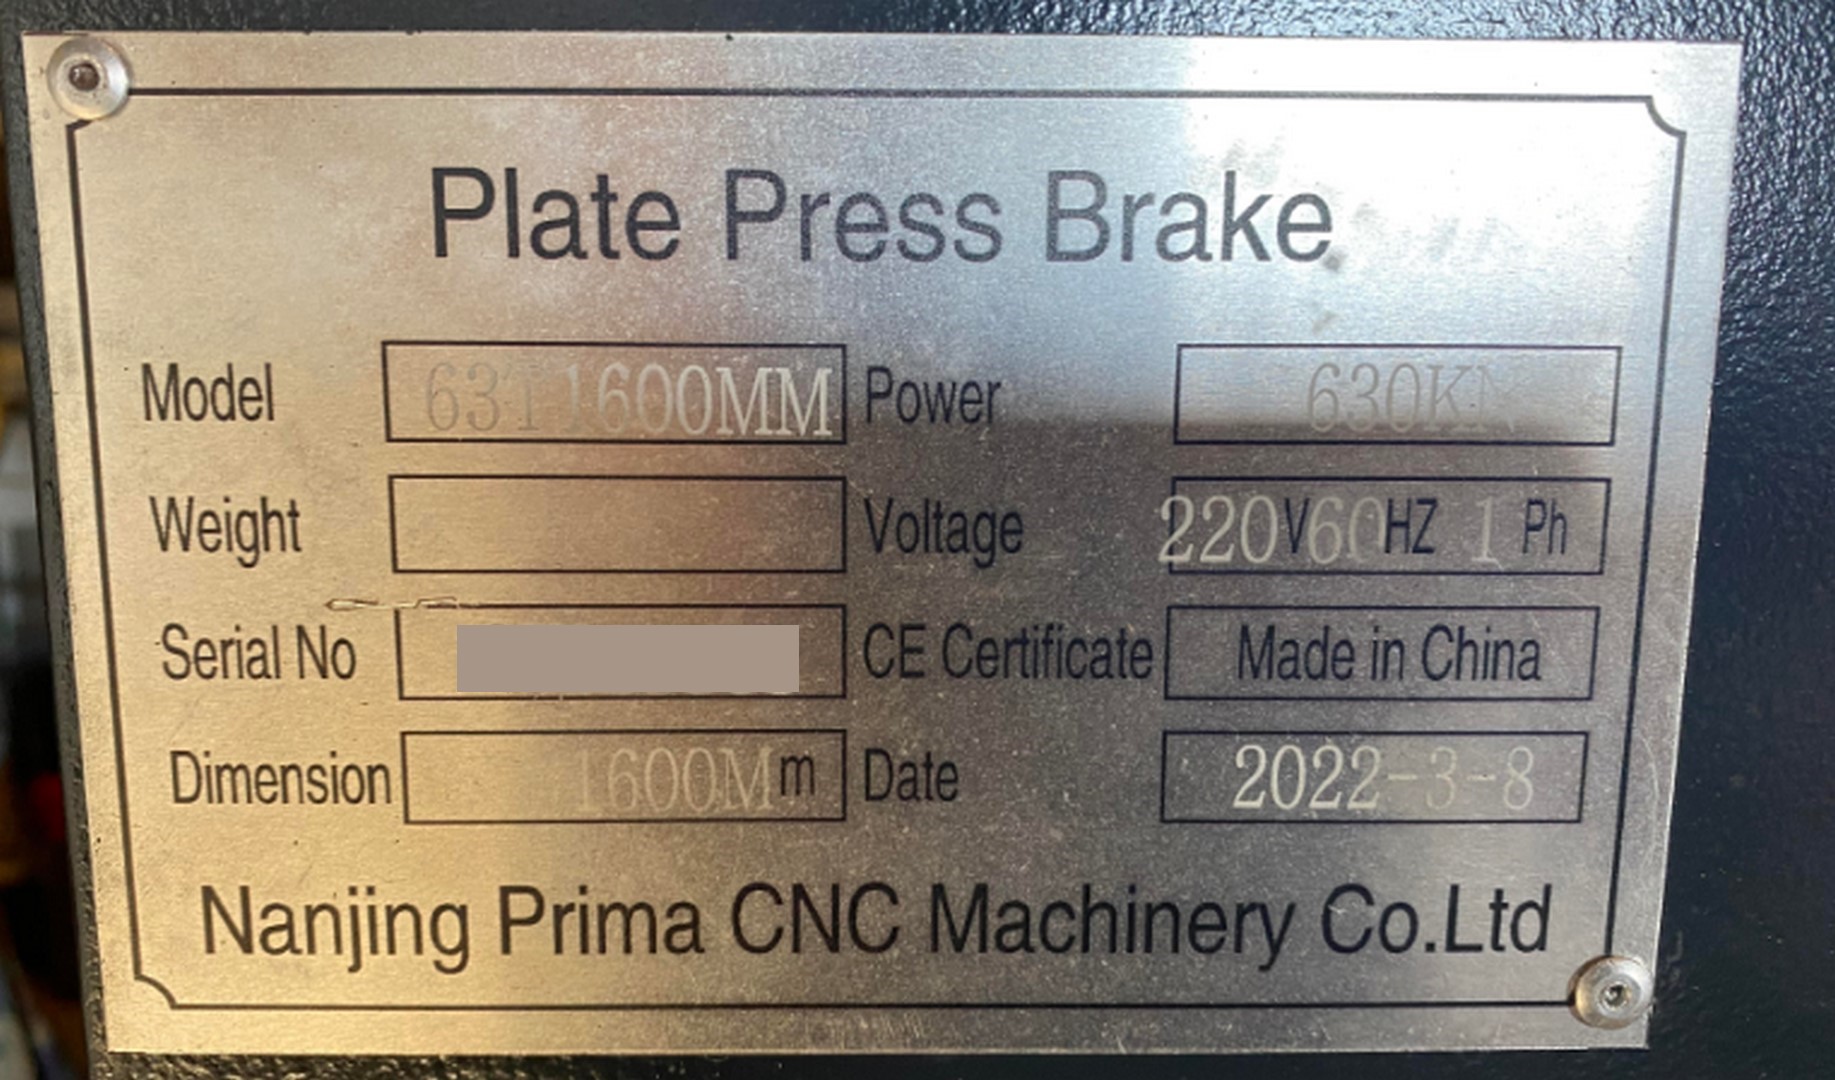 Plate Press Brake
Model 63T1600MM Power 630KN
Weight Voltage 220V60HZ 1 Ph
Serial No CE Certificate Made in China
Dimension 1600Mm Date 2022-3-8
Nanjing Prima CNC Machinery Co.Ltd